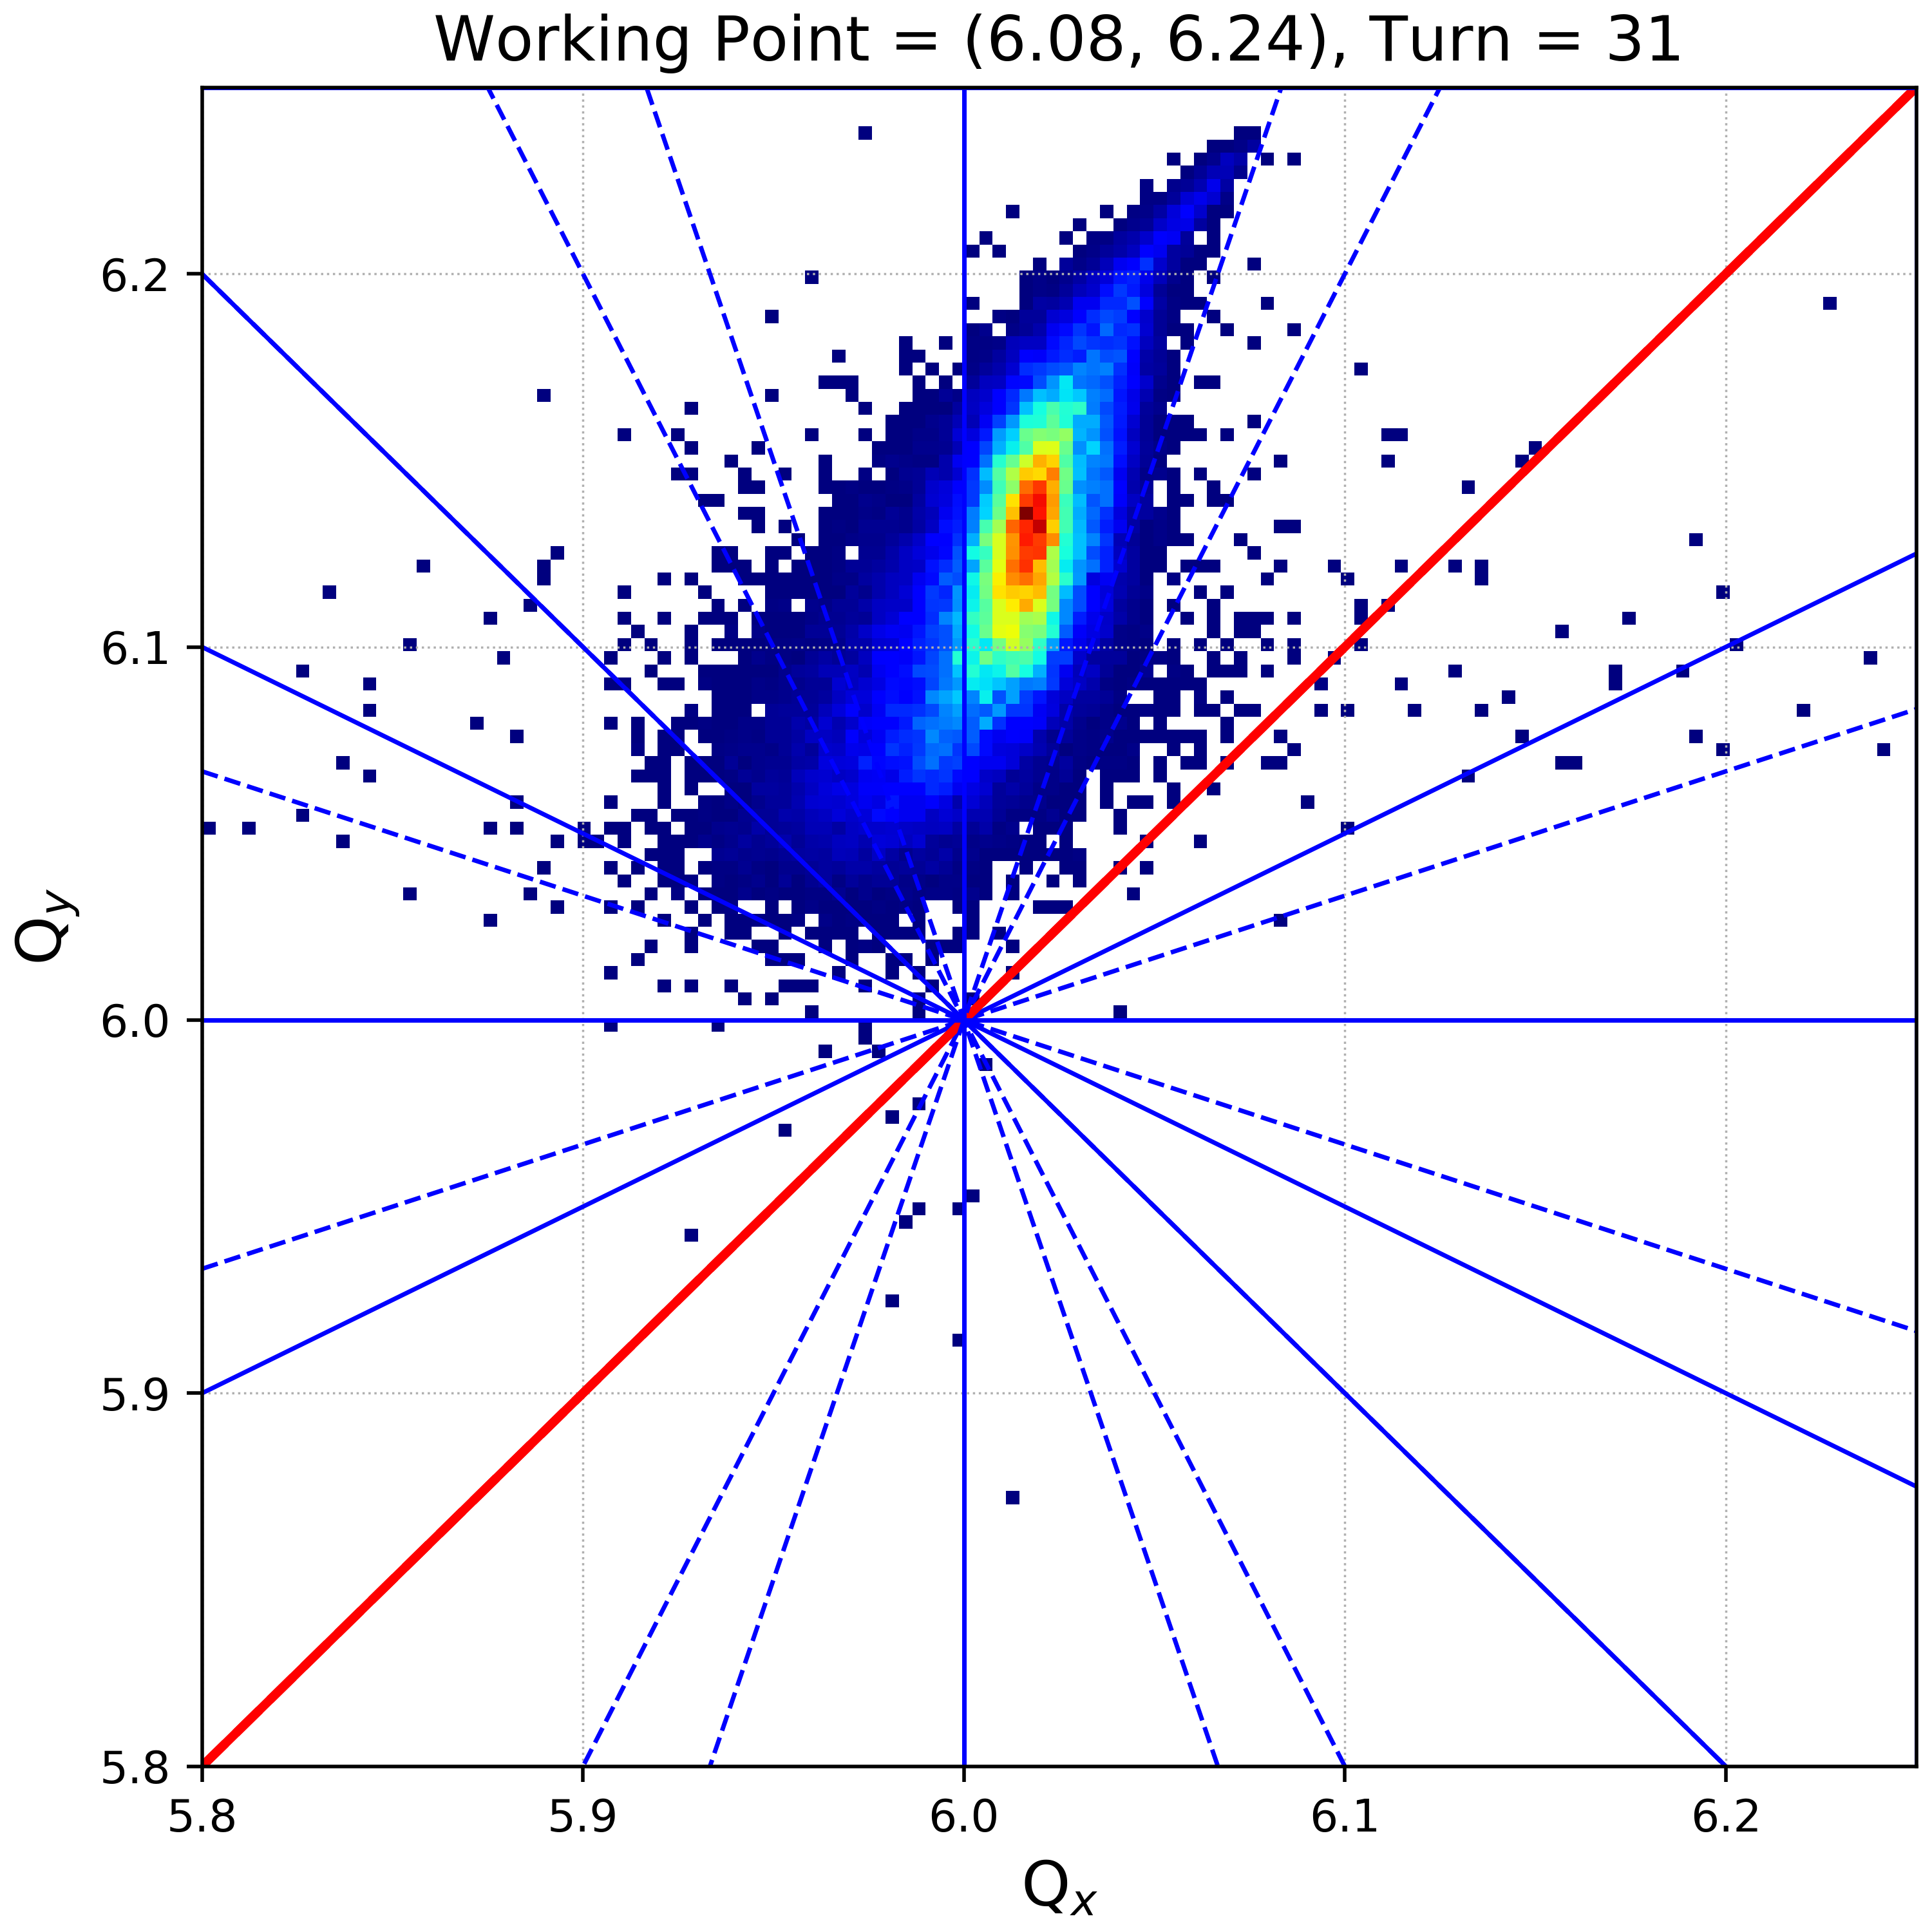 Working Point = (6.08, 6.24), Turn = 31
6.2
6.1
6.0
5.9
5.8
Qy
5.8 5.9 6.0 6.1 6.2
Qx